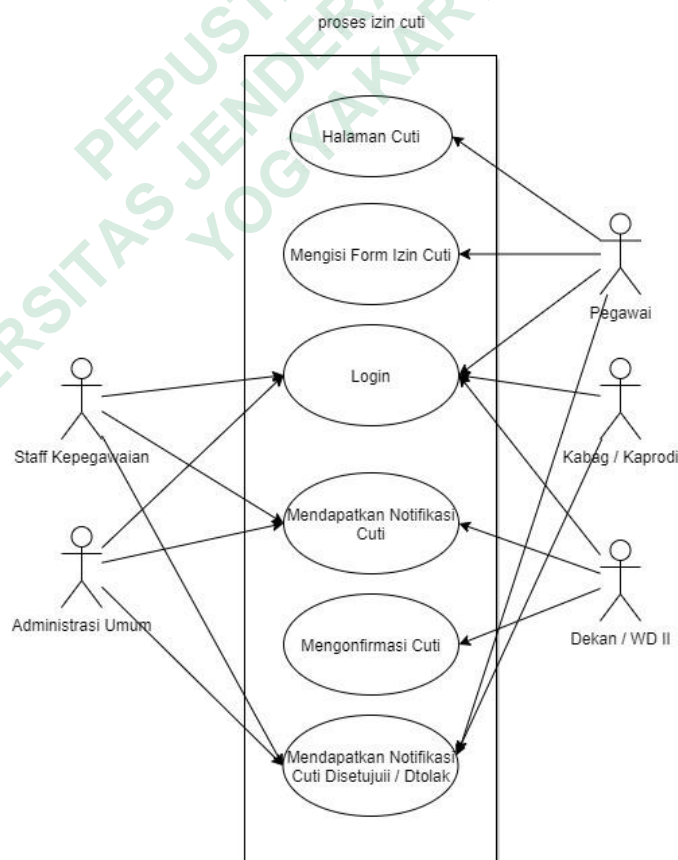 proses izin cuti
Halaman Cuti
Mengisi Form Izin Cuti
Pegawai
Login
Staff Kepegawaian
Kabag / Kaprodi
Mendapatkan Notifikasi
Cuti
Administrasi Umum
Dekan / WD II
Mengonfirmasi Cuti
Mendapatkan Notifikasi
Cuti Disetujuii / Dtolak